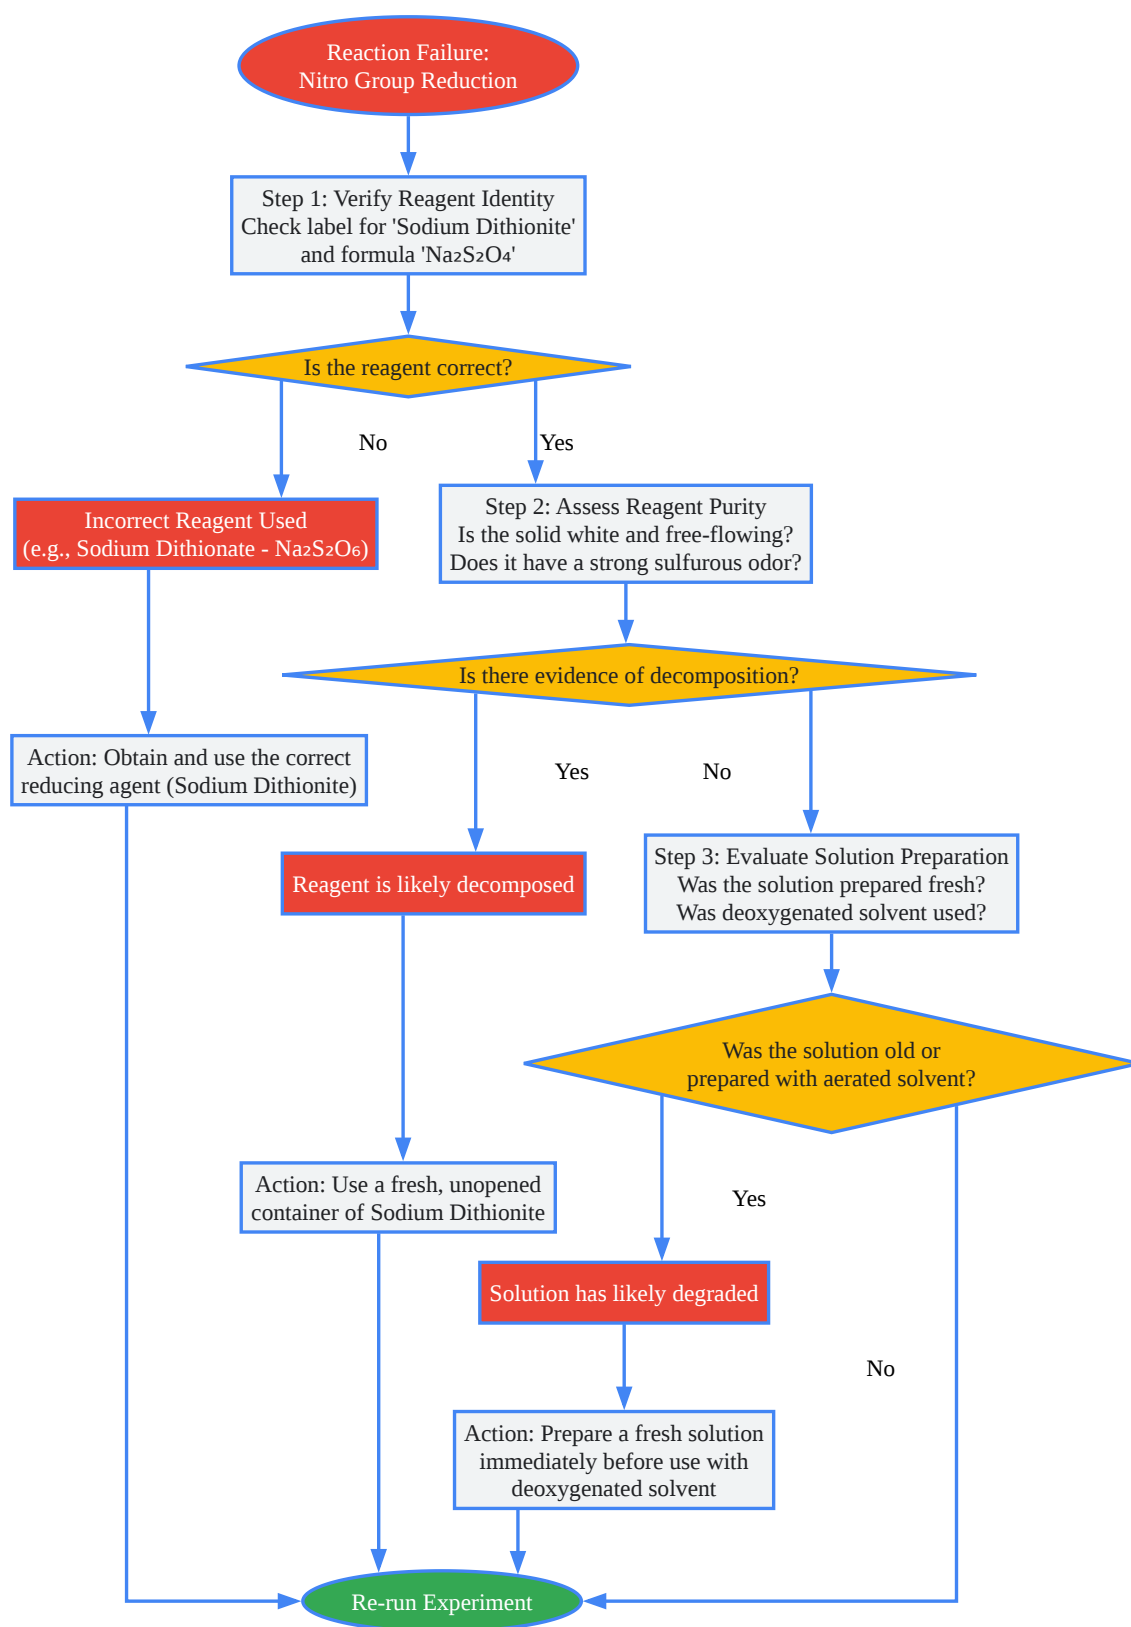 Reaction Failure:
Nitro Group Reduction
Step 1: Verify Reagent Identity
Check label for 'Sodium Dithionite'
and formula 'Na₂S₂O₄'
Is the reagent correct?
No
Yes
Incorrect Reagent Used
(e.g., Sodium Dithionate - Na₂S₂O₆)
Step 2: Assess Reagent Purity
Is the solid white and free-flowing?
Does it have a strong sulfurous odor?
Is there evidence of decomposition?
Action: Obtain and use the correct
reducing agent (Sodium Dithionite)
Yes
No
Reagent is likely decomposed
Step 3: Evaluate Solution Preparation
Was the solution prepared fresh?
Was deoxygenated solvent used?
Was the solution old or
prepared with aerated solvent?
Action: Use a fresh, unopened
container of Sodium Dithionite
Yes
Solution has likely degraded
No
Action: Prepare a fresh solution
immediately before use with
deoxygenated solvent
Re-run Experiment